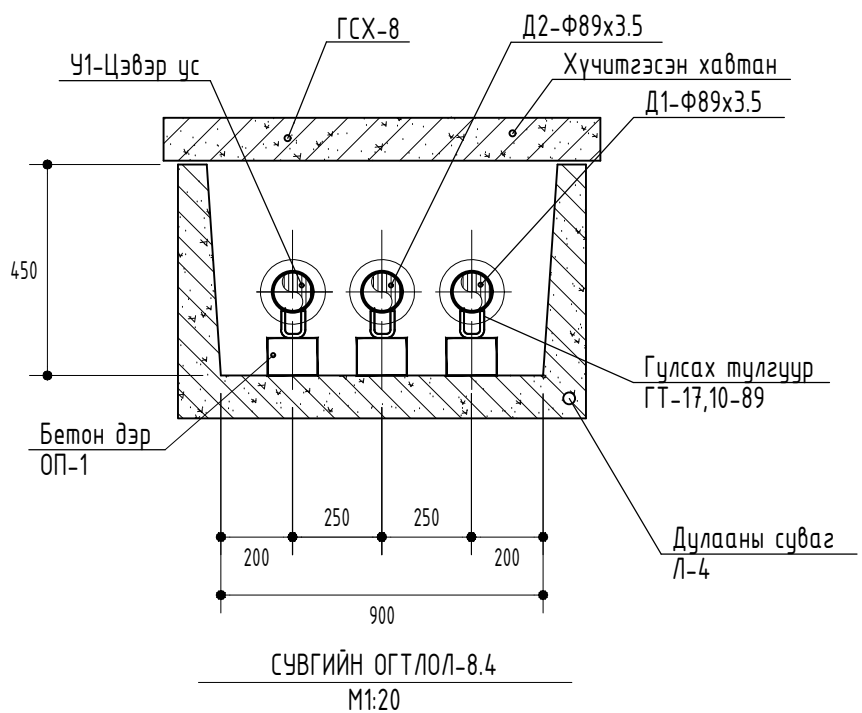 ГСХ-8
Д2-Ф89х3.5
У1-Цэвэр ус
Хүчитгэсэн хавтан
Д1-Ф89х3.5
450
Гулсах тулгуур
ГТ-17,10-89
Бетон дэр
ОП-1
250
250
200
200
Дулааны суваг
Л-4
900
СУВГИЙН ОГТЛОЛ-8.4
М1:20